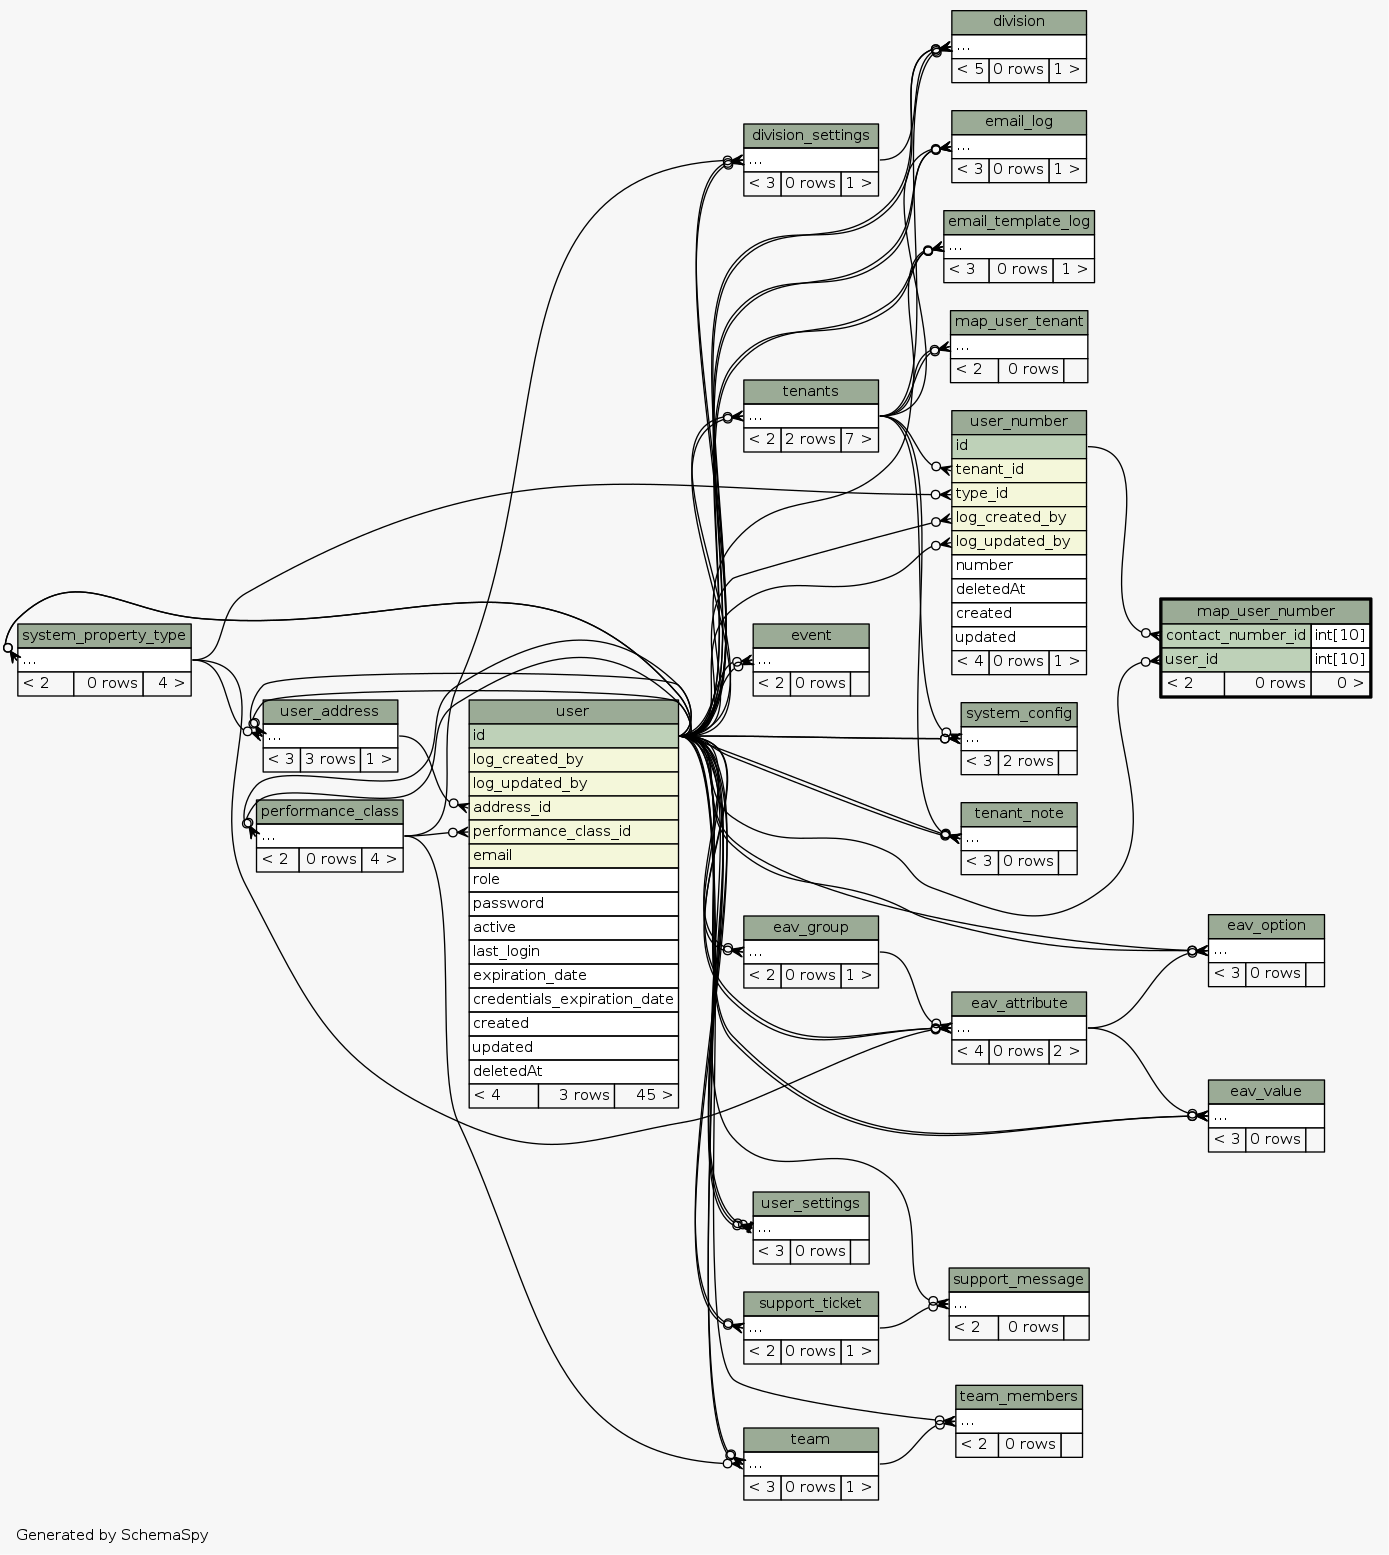 division
...
< 5 0 rows 1 >
email_log
...
< 3 0 rows 1 >
division_settings
...
< 3 0 rows 1 >
email_template_log
...
< 3 0 rows 1 >
map_user_tenant
...
< 2 0 rows
tenants
...
< 2 2 rows 7 >
user_number
id
tenant_id
type_id
log_created_by
log_updated_by
number
deletedAt
created
updated
< 4 0 rows 1 >
map_user_number
contact_number_id int[10]
user_id int[10]
< 2 0 rows 0 >
system_property_type
...
< 2 0 rows 4 >
event
...
< 2 0 rows
user_address
...
< 3 3 rows 1 >
performance_class
...
< 2 0 rows 4 >
user
id
log_created_by
log_updated_by
address_id
performance_class_id
email
role
password
active
last_login
expiration_date
credentials_expiration_date
created
updated
deletedAt
< 4 3 rows 45 >
system_config
...
< 3 2 rows
tenant_note
...
< 3 0 rows
eav_group
...
< 2 0 rows 1 >
eav_option
...
< 3 0 rows
eav_attribute
...
< 4 0 rows 2 >
eav_value
...
< 3 0 rows
user_settings
...
< 3 0 rows
support_message
...
< 2 0 rows
support_ticket
...
< 2 0 rows 1 >
team_members
...
< 2 0 rows
team
...
< 3 0 rows 1 >
Generated by SchemaSpy